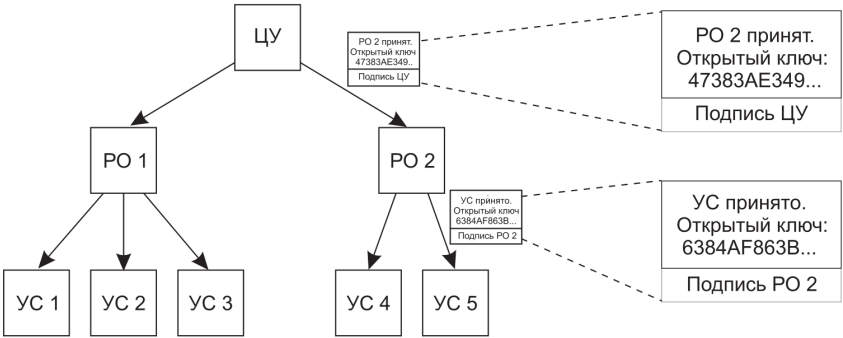 ЦУ
РО 2 принят.
Открытый ключ
47383AE349..
Подпись ЦУ
РО 2 принят.
Открытый ключ:
47383AE349...
Подпись ЦУ
РО 1
РО 2
УС принято.
Открытый ключ
6384AF863B...
Подпись РО 2
УС принято.
Открытый ключ:
6384AF863B...
Подпись РО 2
УС 1
УС 2
УС 3
УС 4
УС 5